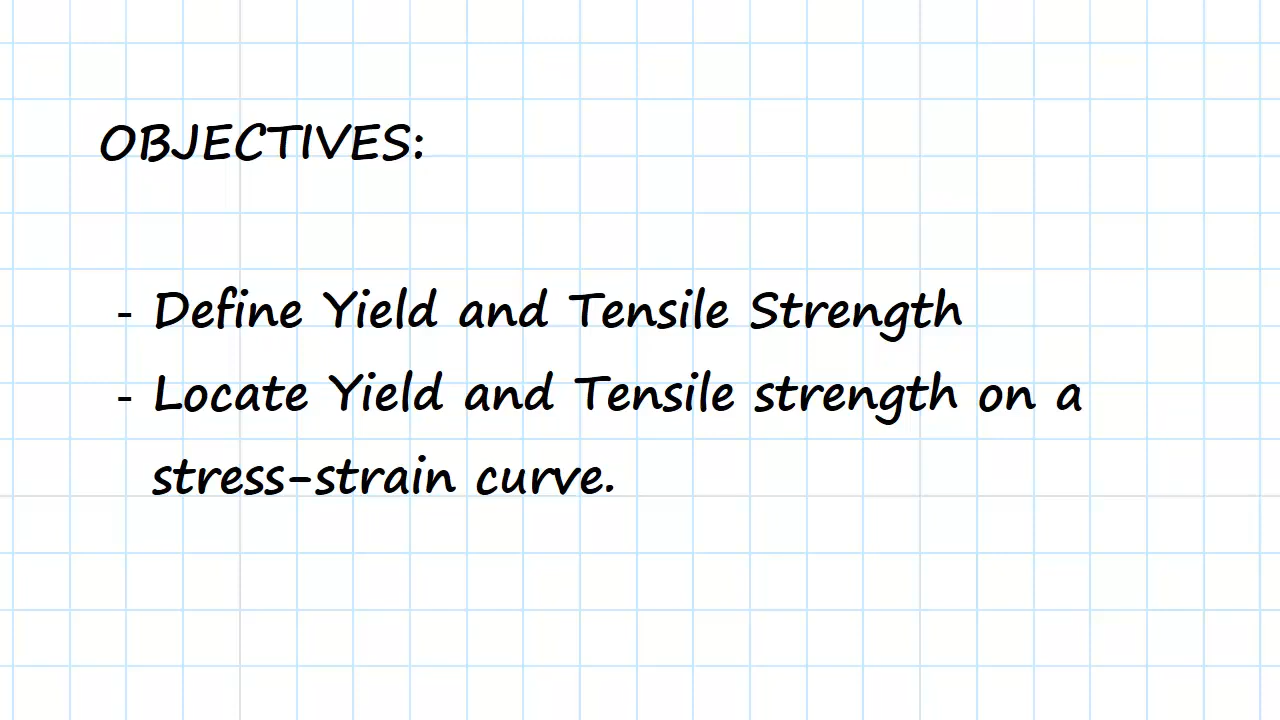 OBJECTIVES:
- Define Yield and Tensile Strength
- Locate Yield and Tensile strength on a
stress-strain curve.